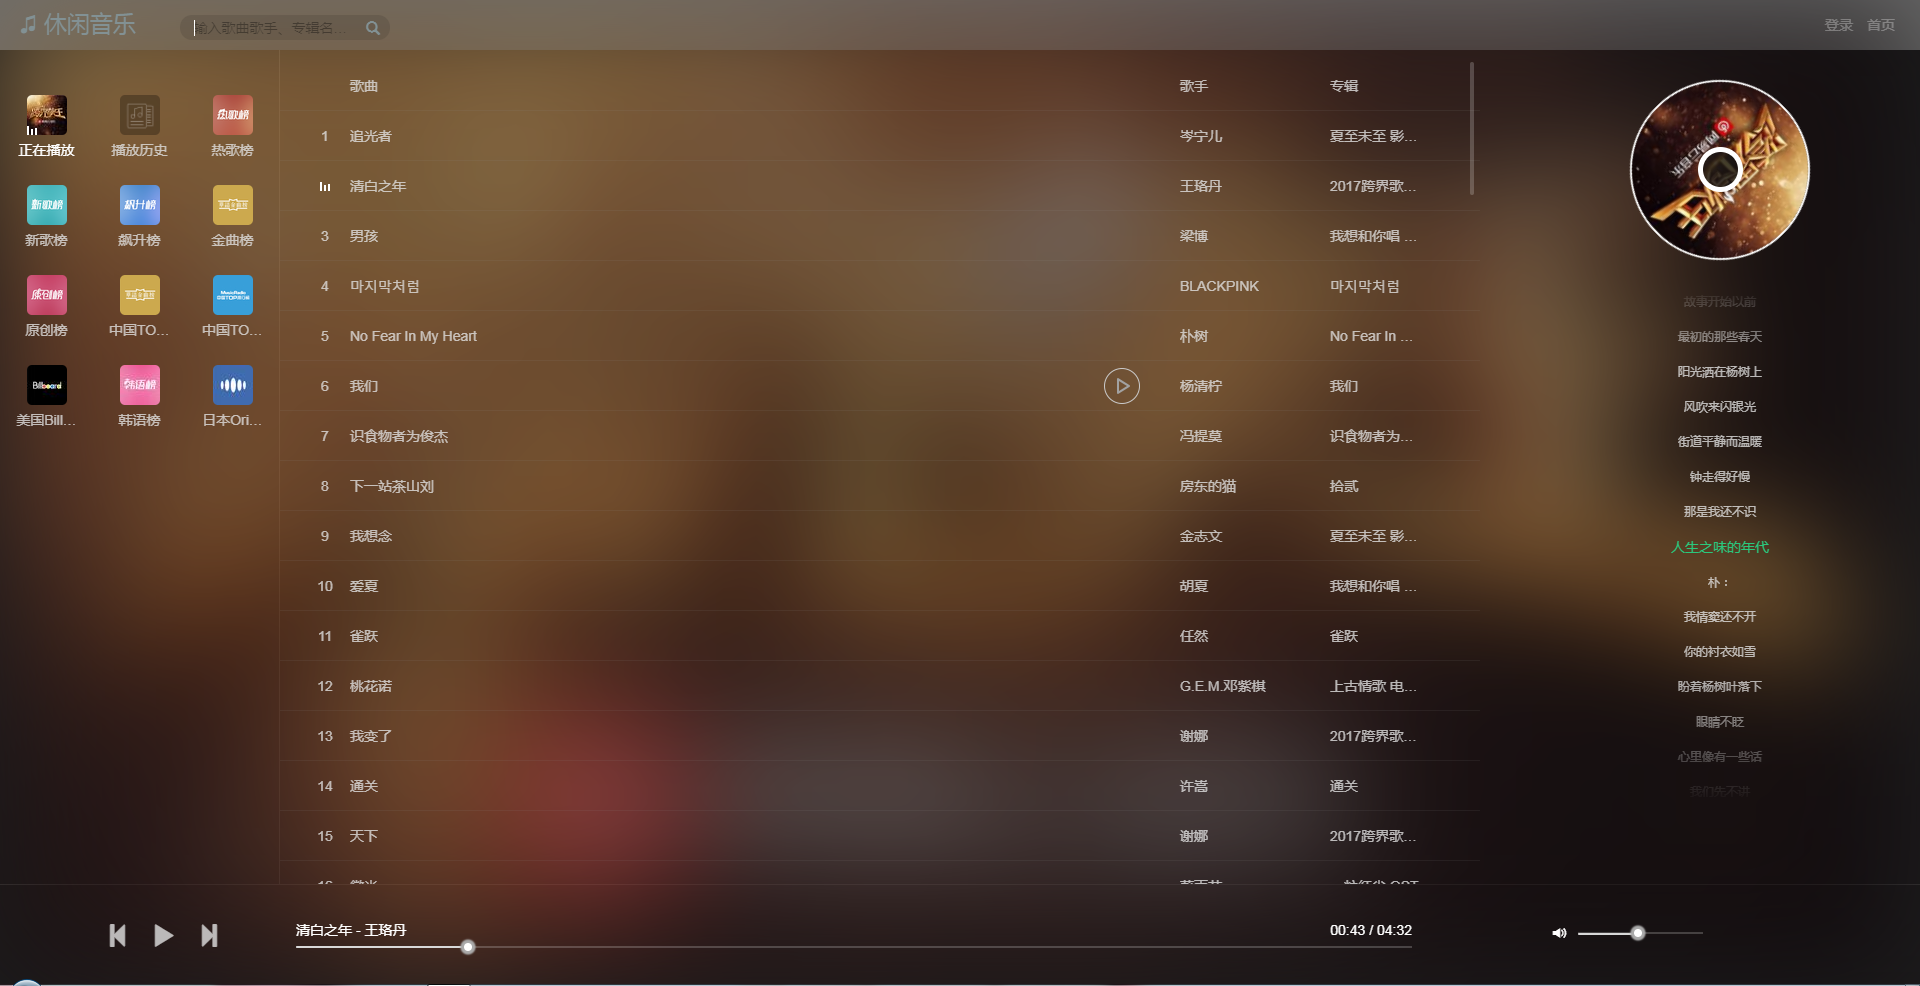 休闲音乐
输入歌曲歌手、专辑名...
登录 首页
正在播放 播放历史 热歌榜
新歌榜 飙升榜 金曲榜
原创榜 中国TO... 中国TO...
美国Bill... 韩语榜 日本Ori...
歌曲 歌手 专辑
1 追光者 岑宁儿 夏至未至 影...
清白之年 王珞丹 2017跨界歌...
3 男孩 梁博 我想和你唱 ...
4 마지막처럼 BLACKPINK 마지막처럼
5 No Fear In My Heart 朴树 No Fear In ...
6 我们 杨清柠 我们
7 识食物者为俊杰 冯提莫 识食物者为...
8 下一站茶山刘 房东的猫 拾贰
9 我想念 金志文 夏至未至 影...
10 爱夏 胡夏 我想和你唱 ...
11 雀跃 任然 雀跃
12 桃花诺 G.E.M.邓紫棋 上古情歌 电...
13 我变了 谢娜 2017跨界歌...
14 通关 许嵩 通关
15 天下 谢娜 2017跨界歌...
故事开始以前
最初的那些春天
阳光洒在杨树上
风吹来闪银光
街道平静而温暖
钟走得好慢
那是我还不识
人生之味的年代
朴：
我情窦还不开
你的衬衣如雪
盼着杨树叶落下
眼睛不眨
心里像有一些话
我们先不讲
清白之年 - 王珞丹 00:43 / 04:32